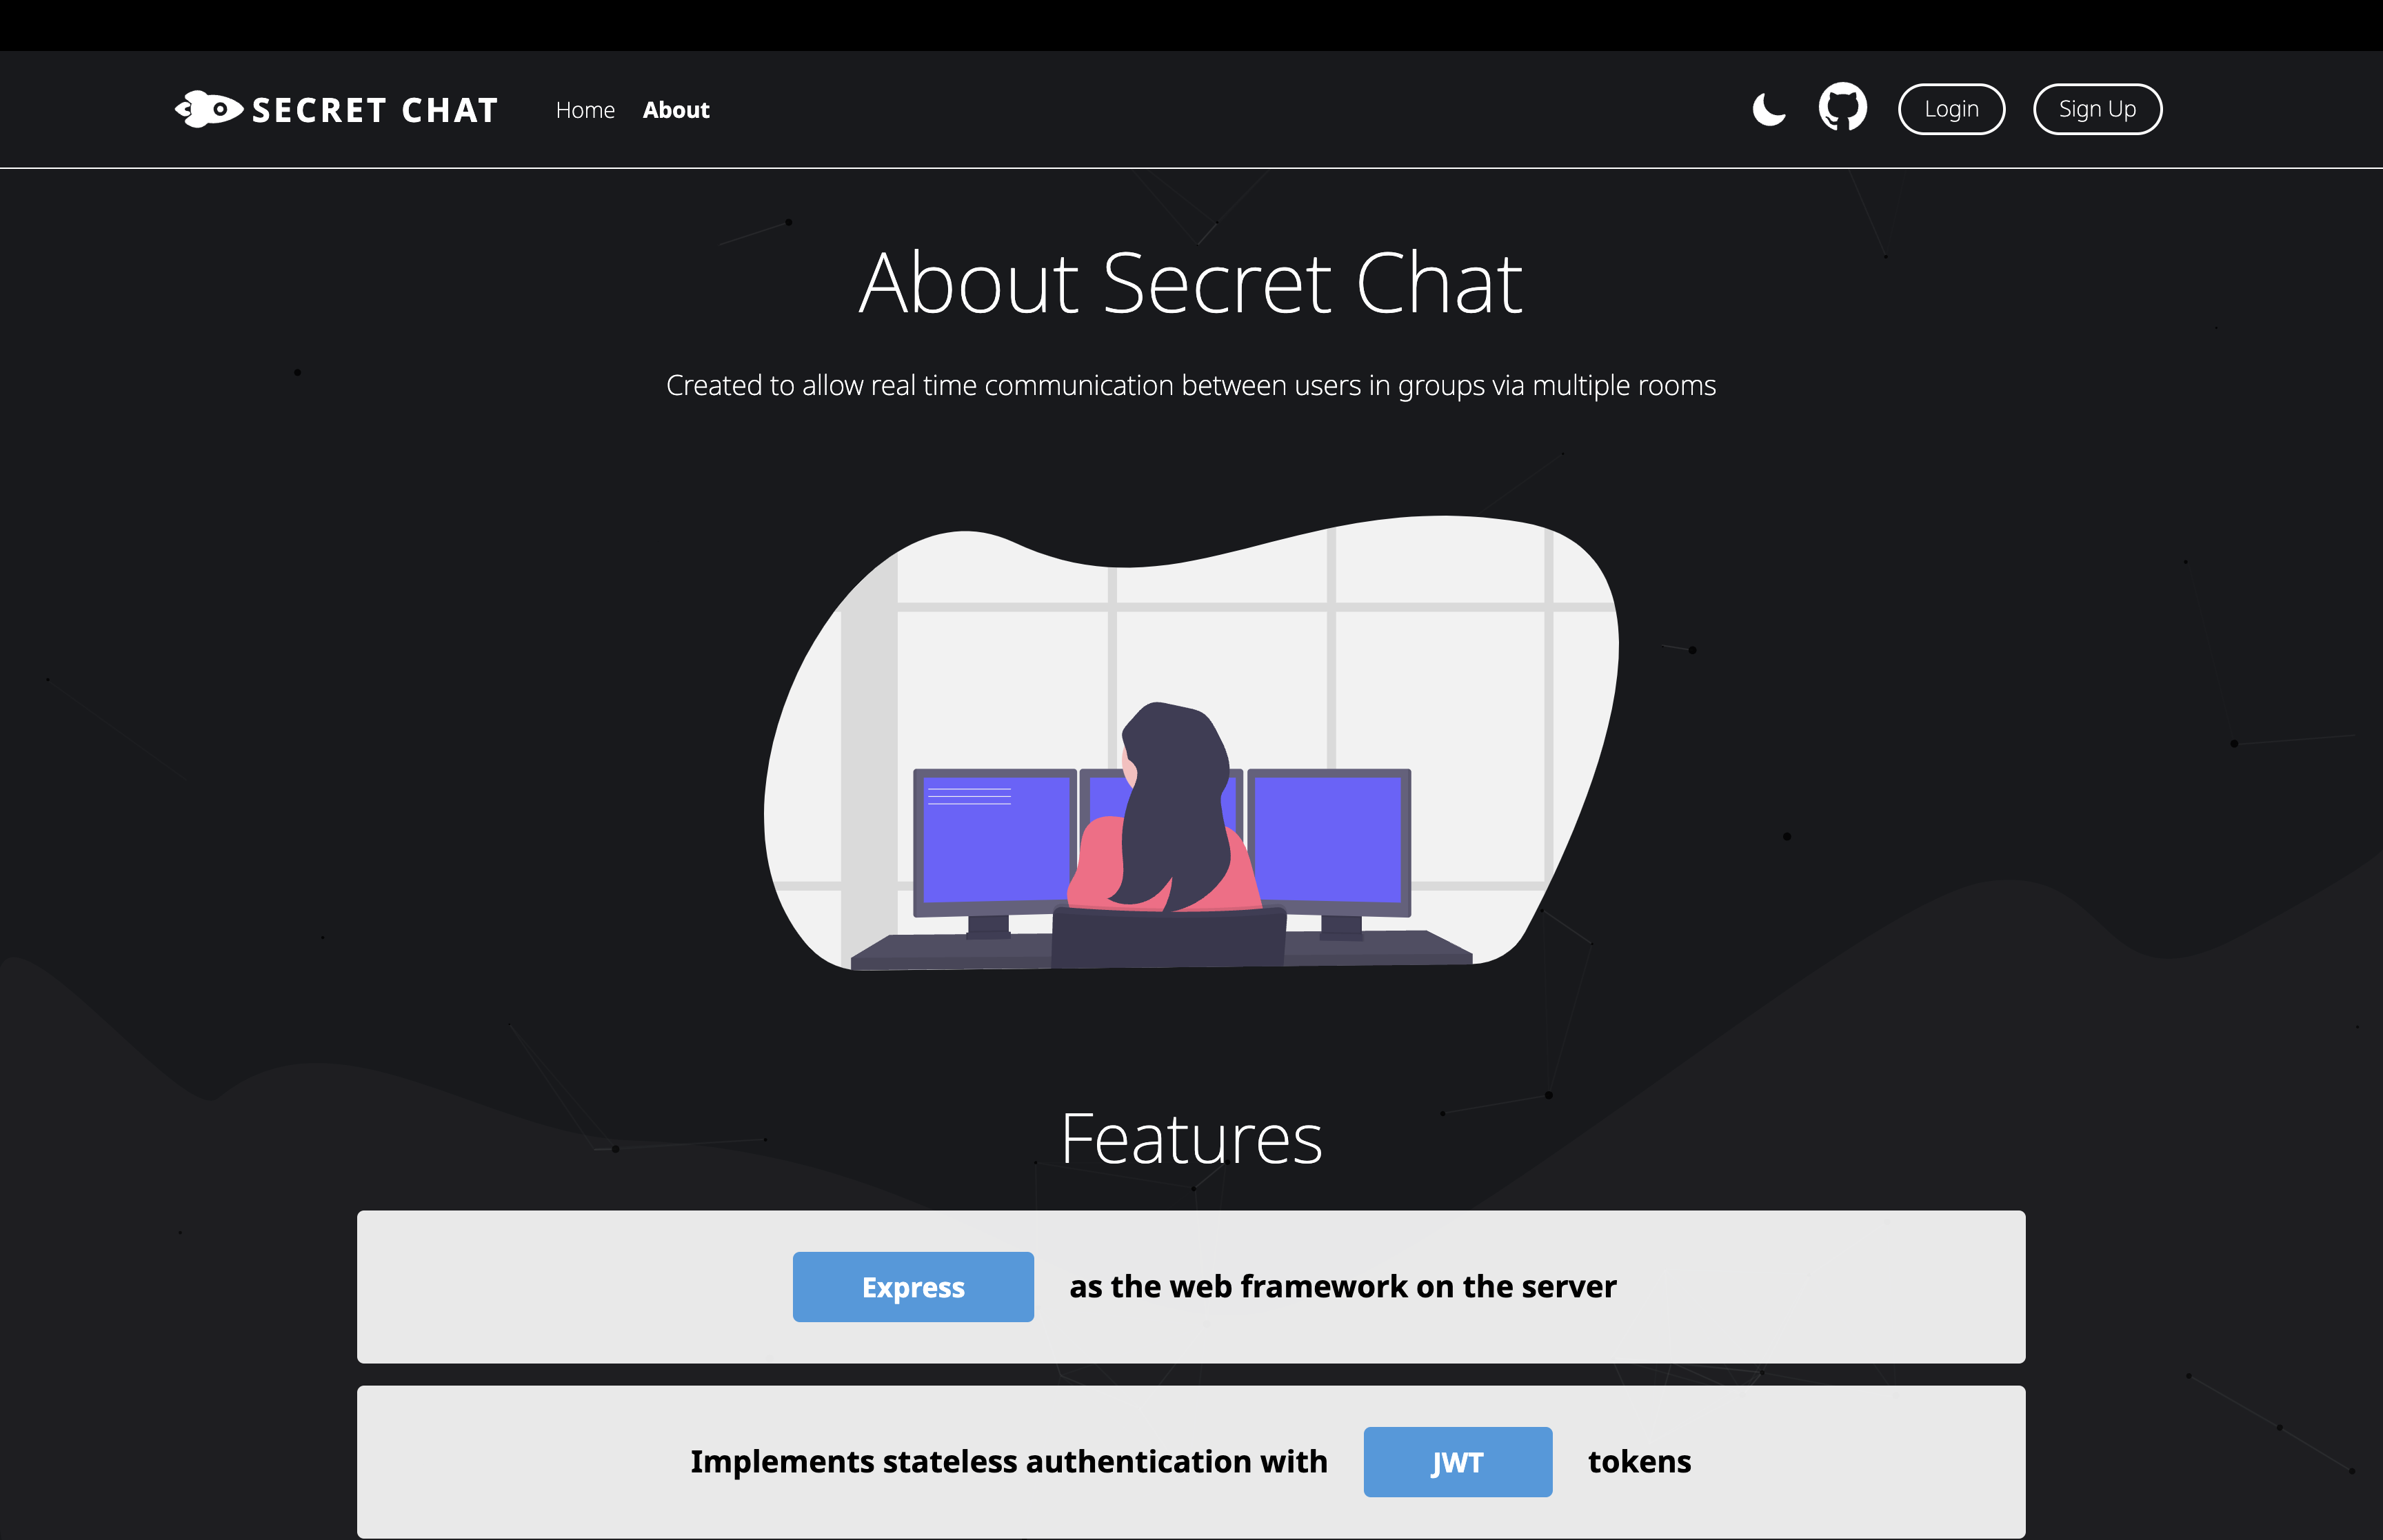 SECRET CHAT
Home
About
Login
Sign Up
About Secret Chat
Created to allow real time communication between users in groups via multiple rooms
Features
Express as the web framework on the server
Implements stateless authentication with JWT tokens